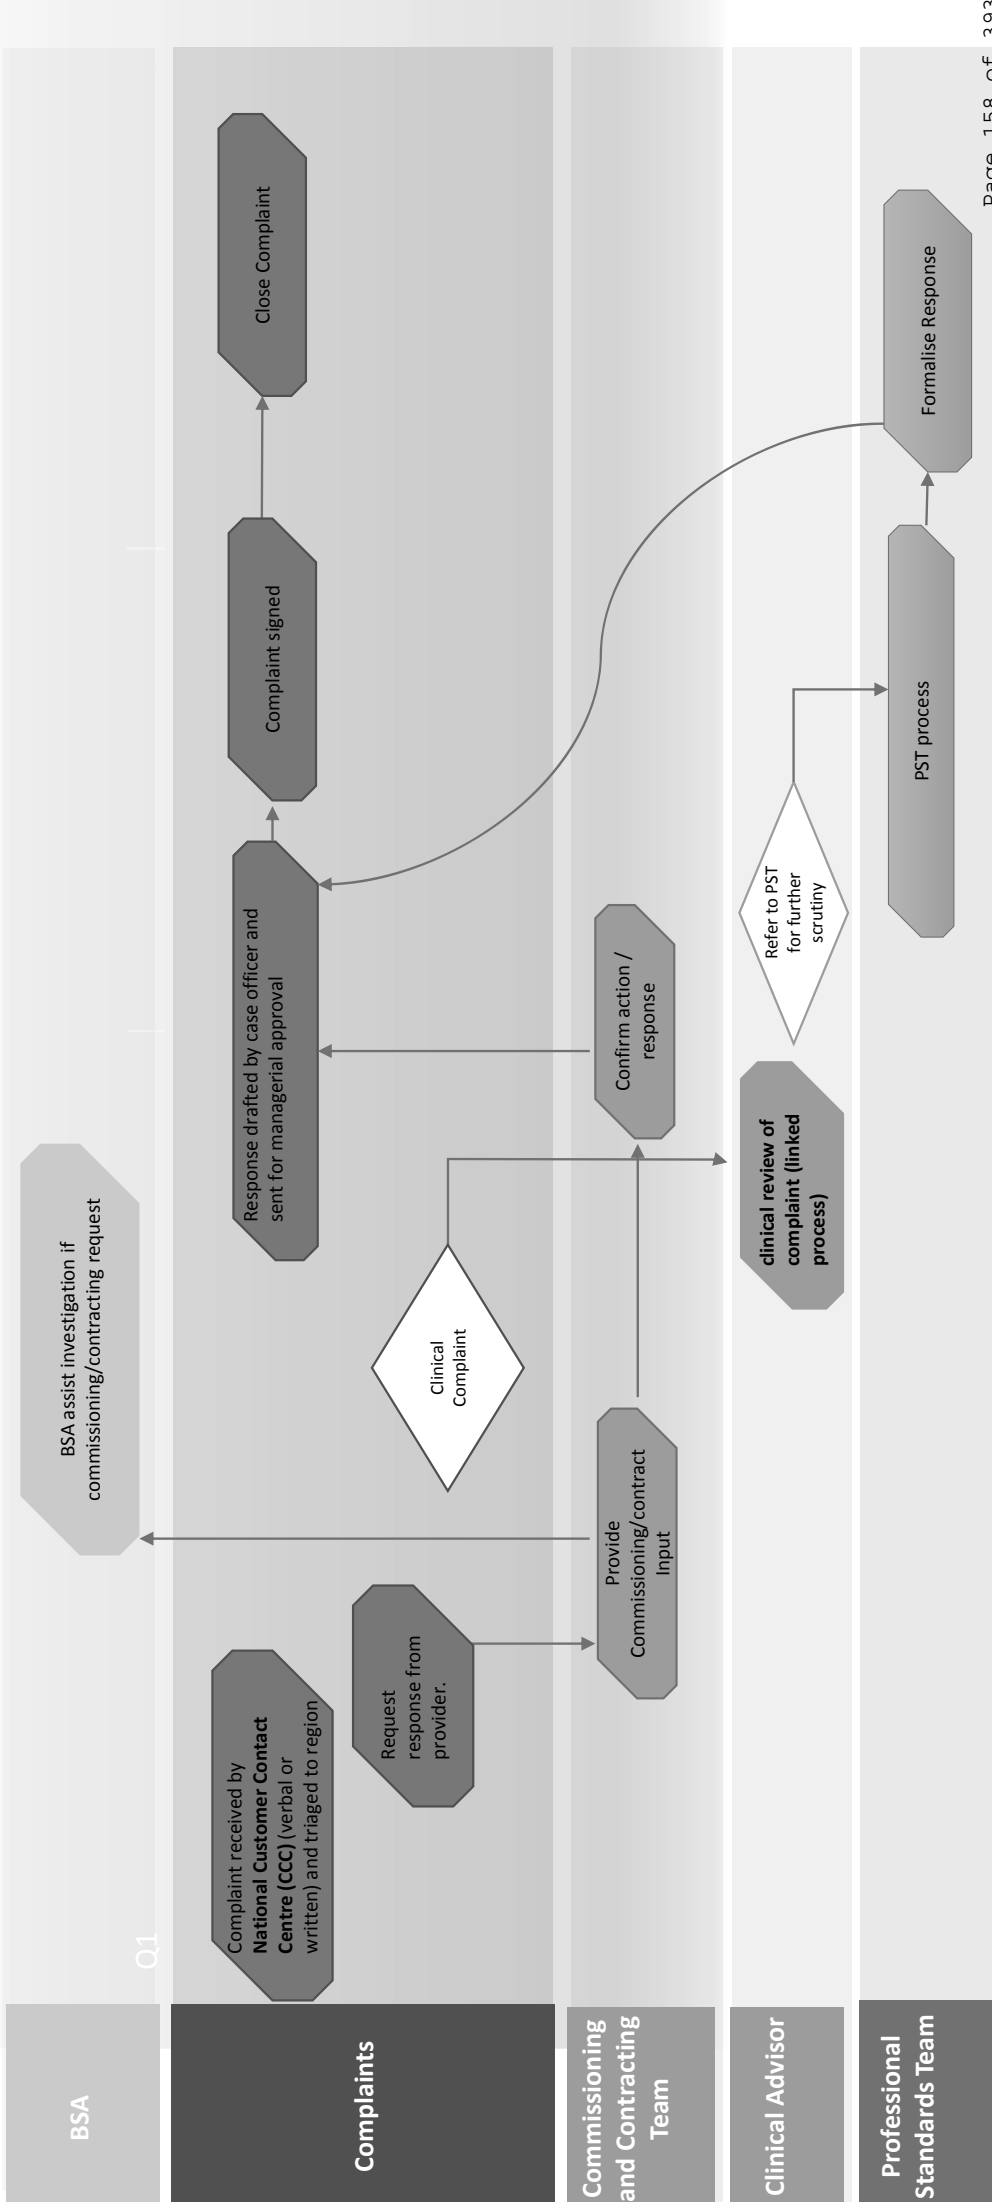 Q1
BSA
BSA assist investigation if
commissioning/contracting request
Complaints
Complaint received by
National Customer Contact
Centre (CCC) (verbal or
written) and triaged to region
Request
response from
provider.
Clinical
Complaint
Response drafted by case officer and
sent for managerial approval
Complaint signed
Close Complaint
Commissioning
and Contracting
Team
Provide
Commissioning/contract
Input
Confirm action /
response
Clinical Advisor
clinical review of
complaint (linked
process)
Refer to PST
for further
scrutiny
Professional
Standards Team
PST process
Formalise Response
Page 158 of 393